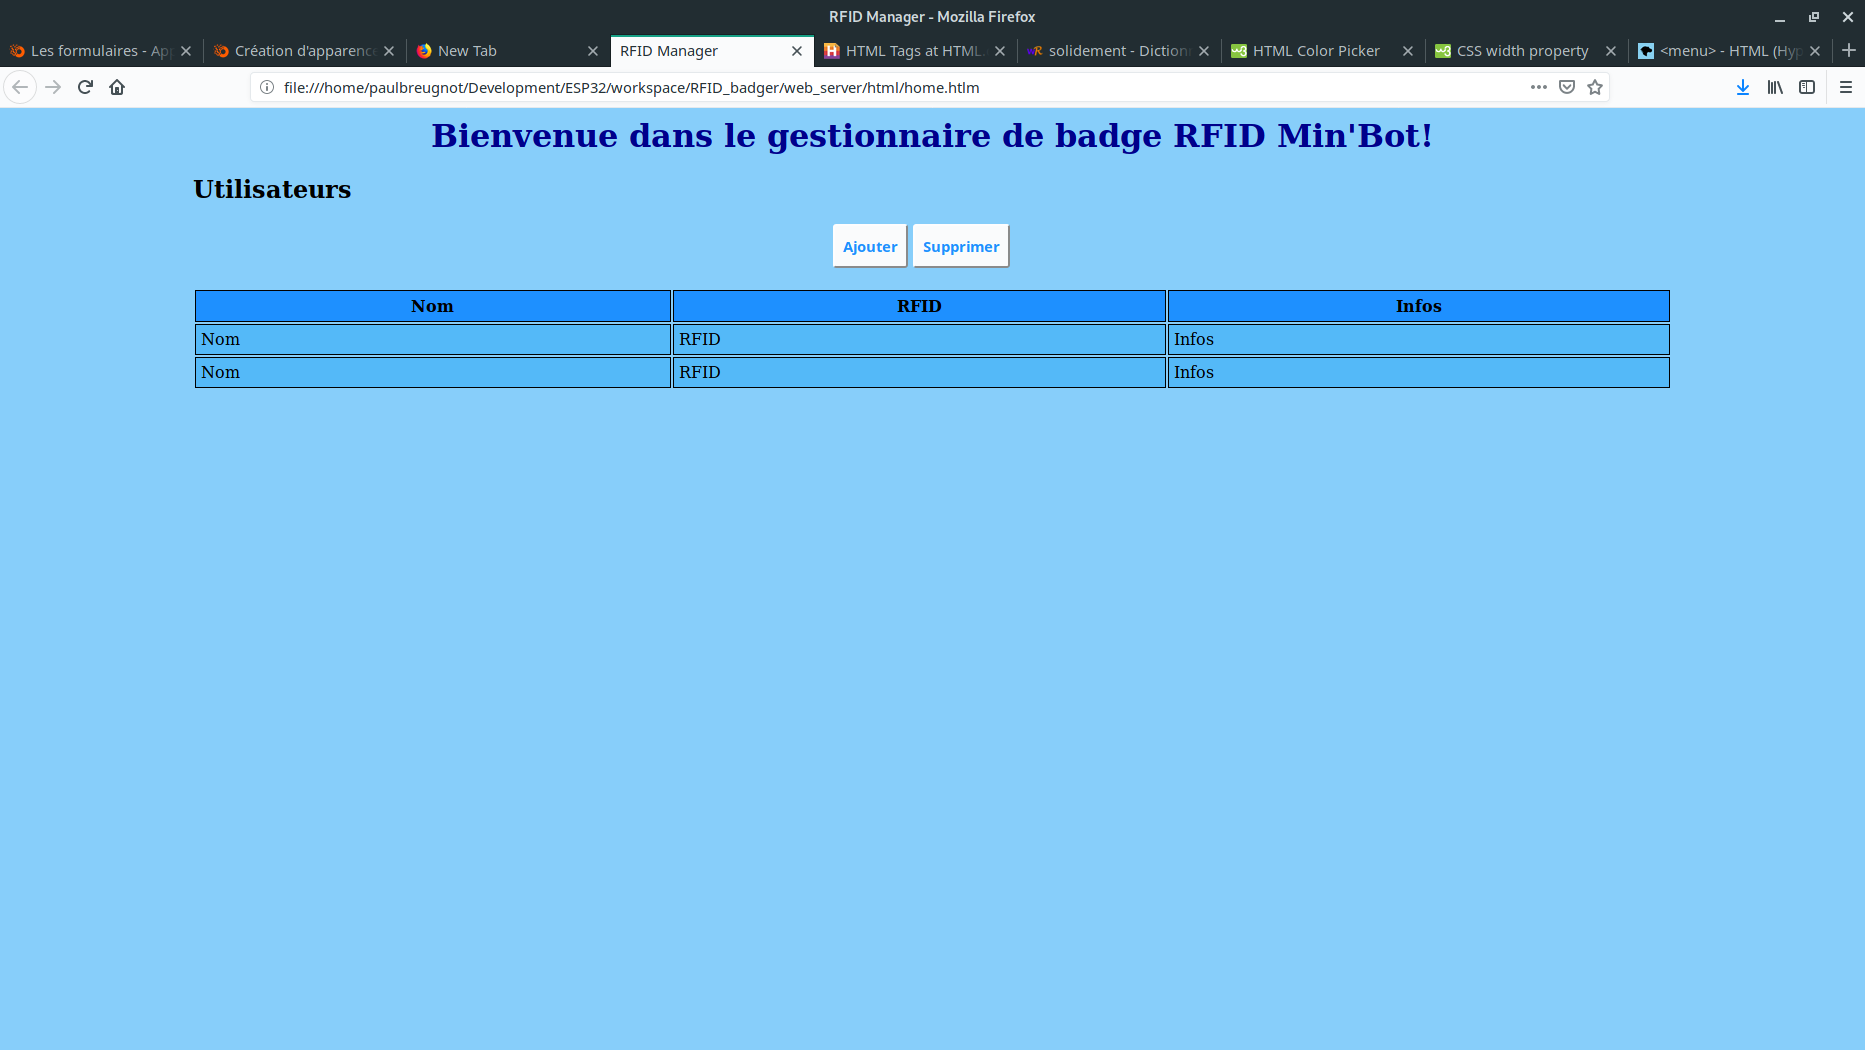 RFID Manager - Mozilla Firefox
Les formulaires - App
Création d'apparence
New Tab
RFID Manager
HTML Tags at HTML.
solidement - Diction
HTML Color Picker
CSS width property
<menu> - HTML (Hyp
file:///home/paulbreugnot/Development/ESP32/workspace/RFID_badger/web_server/html/home.htlm
Bienvenue dans le gestionnaire de badge RFID Min'Bot!
Utilisateurs
Ajouter Supprimer
Nom RFID Infos
Nom RFID Infos
Nom RFID Infos